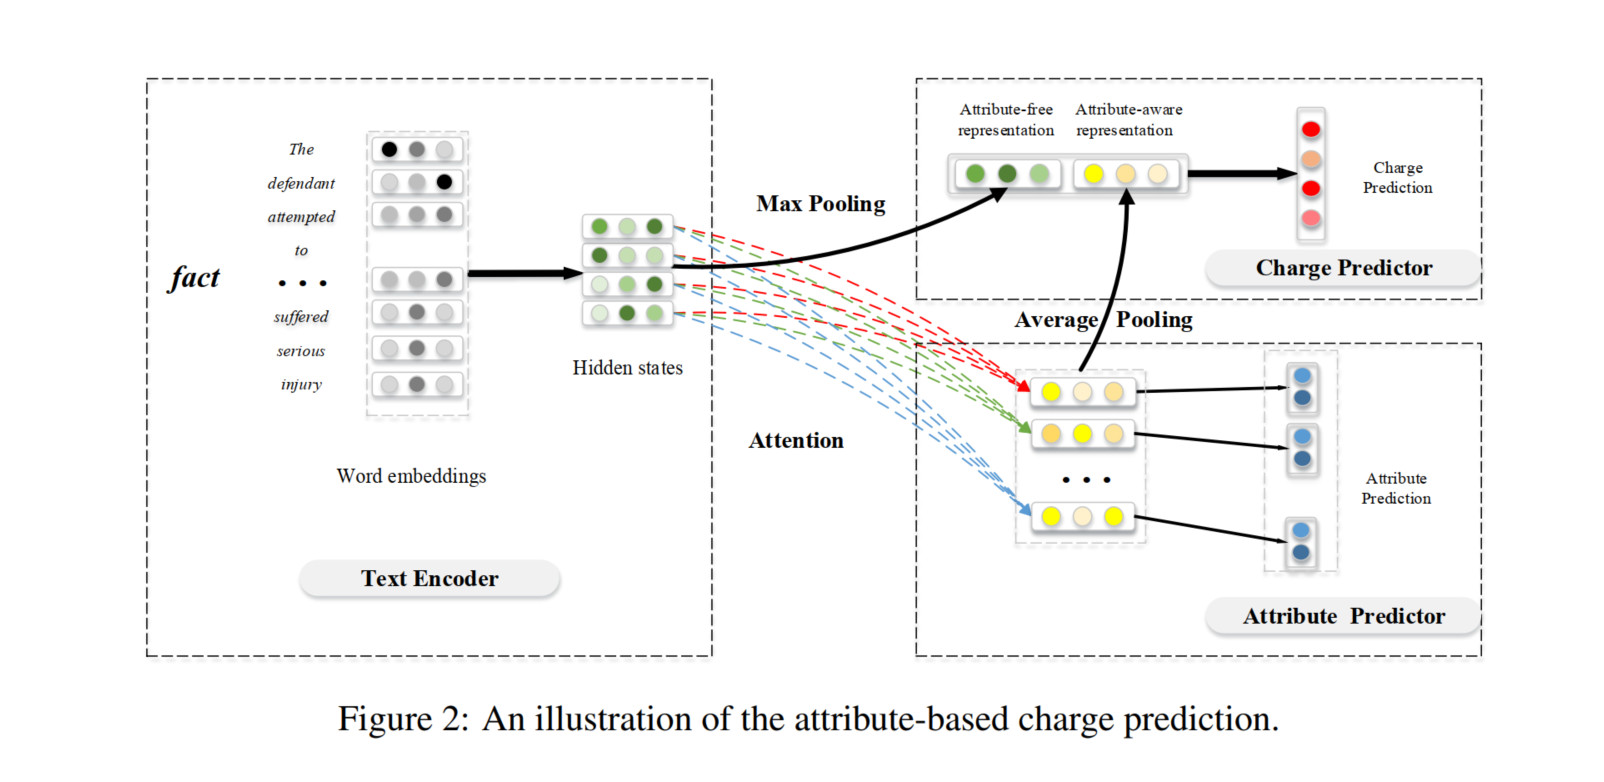 fact
The
defendant
attempted
to
• • •
suffered
serious
injury
Word embeddings
Hidden states
Text Encoder
Max Pooling
Attention
Attribute-free
representation
Attribute-aware
representation
Charge
Prediction
Charge Predictor
Average Pooling
• • •
Attribute
Prediction
Attribute Predictor
Figure 2: An illustration of the attribute-based charge prediction.